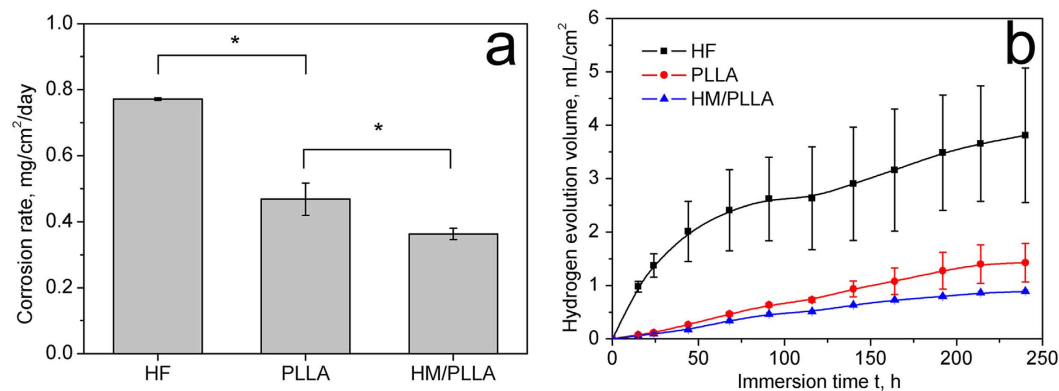 a
Corrosion rate, mg/cm²/day
1.0
0.8
0.6
0.4
0.2
0.0
*
*
HF PLLA HM/PLLA
b
Hydrogen evolution volume, mL/cm²
6
5
4
3
2
1
0
HF
PLLA
HM/PLLA
0 50 100 150 200 250
Immersion time t, h